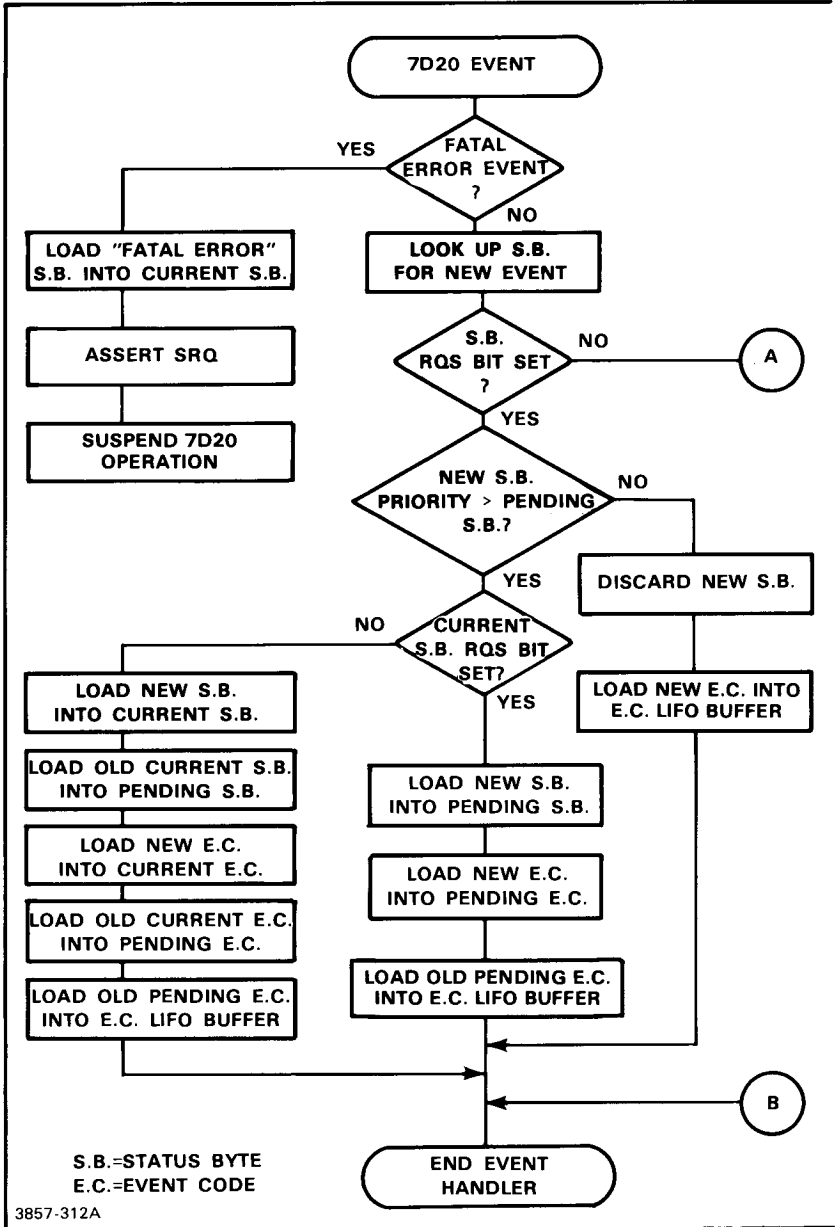 7D20 EVENT
FATAL
ERROR EVENT
?
YES
NO
LOAD "FATAL ERROR"
S.B. INTO CURRENT S.B.
LOOK UP S.B.
FOR NEW EVENT
ASSERT SRQ
S.B.
RQS BIT SET
?
NO
A
YES
SUSPEND 7D20
OPERATION
NEW S.B.
PRIORITY > PENDING
S.B.?
NO
YES
DISCARD NEW S.B.
NO
CURRENT
S.B. RQS BIT
SET?
YES
LOAD NEW E.C. INTO
E.C. LIFO BUFFER
LOAD NEW S.B.
INTO CURRENT S.B.
LOAD OLD CURRENT S.B.
INTO PENDING S.B.
LOAD NEW E.C.
INTO CURRENT E.C.
LOAD OLD CURRENT E.C.
INTO PENDING E.C.
LOAD OLD PENDING E.C.
INTO E.C. LIFO BUFFER
LOAD NEW S.B.
INTO PENDING S.B.
LOAD NEW E.C.
INTO PENDING E.C.
LOAD OLD PENDING E.C.
INTO E.C. LIFO BUFFER
B
END EVENT
HANDLER
S.B.=STATUS BYTE
E.C.=EVENT CODE
3857-312A